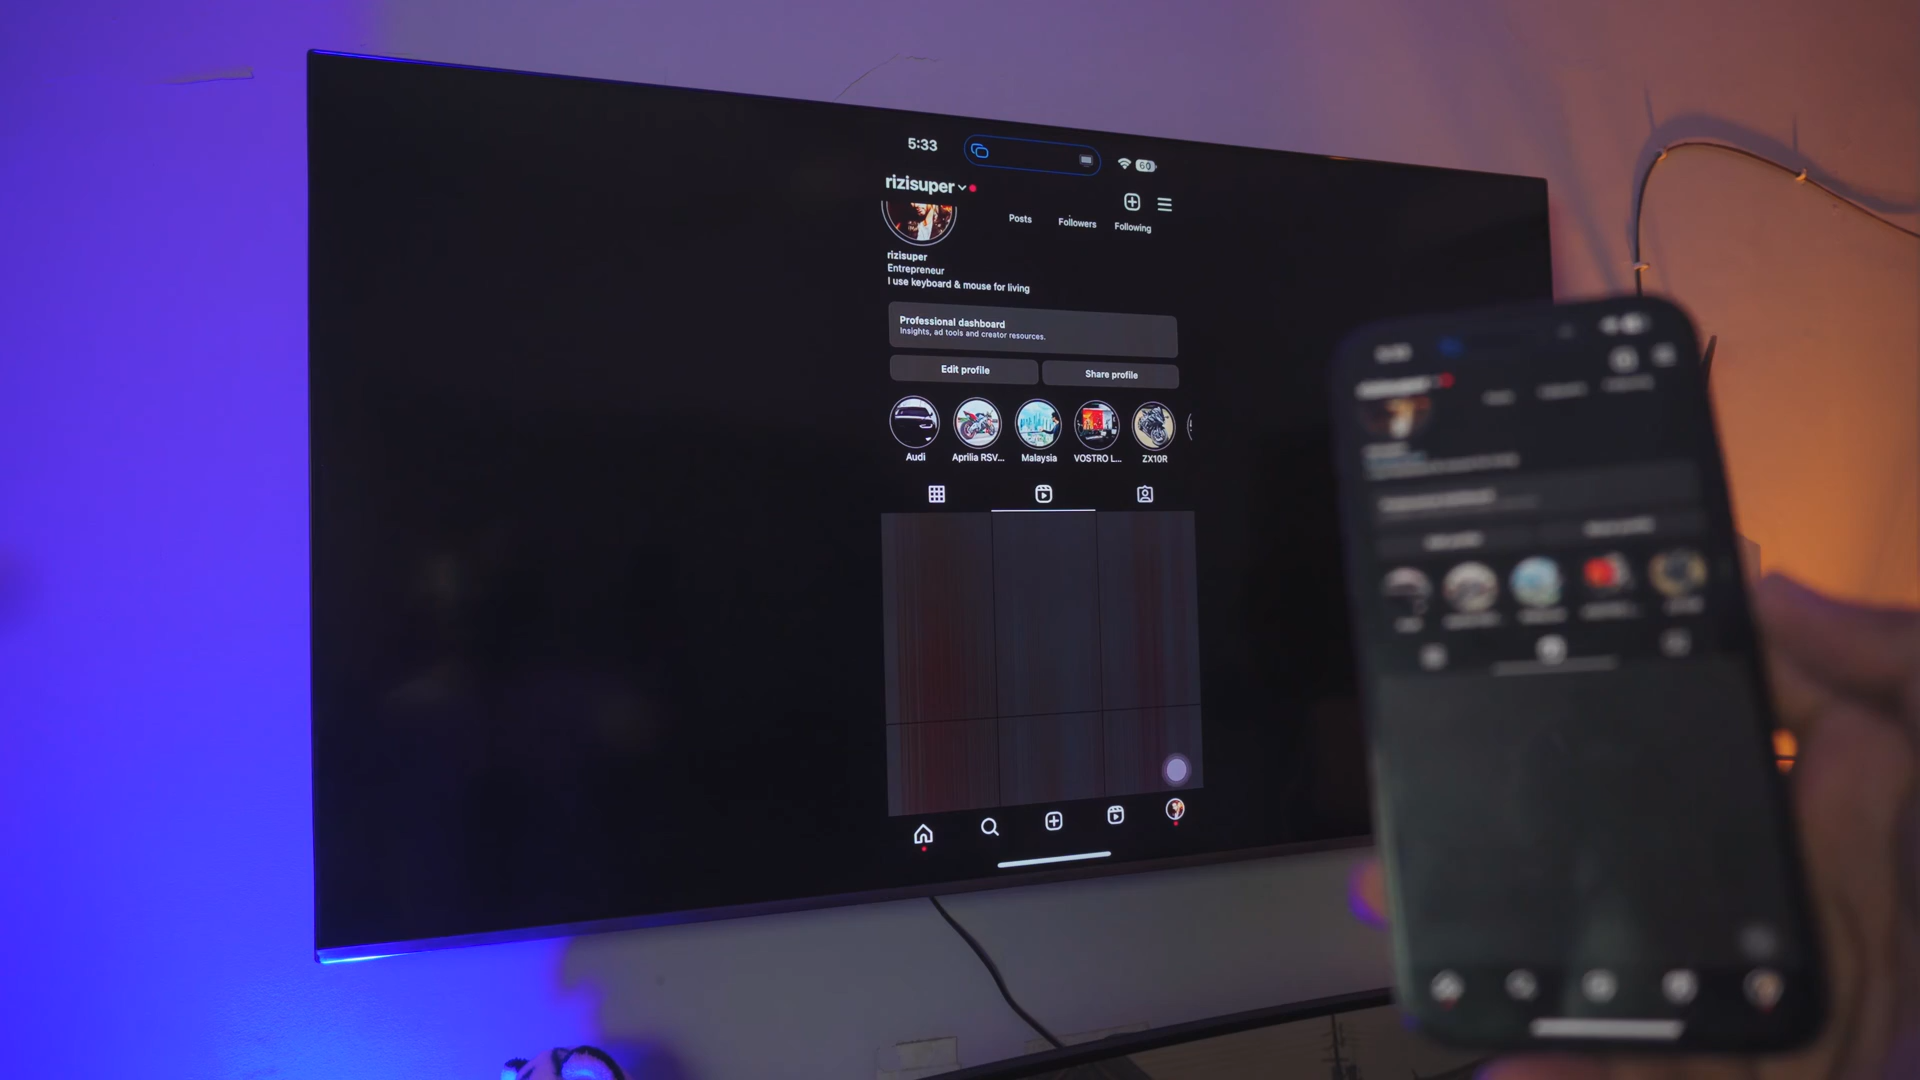 5:33
60
rizisuper
Posts Followers Following
rizisuper
Entrepreneur
I use keyboard & mouse for living
Professional dashboard
Insights, ad tools and creator resources.
Edit profile Share profile
Audi Aprilia RSV... Malaysia VOSTRO L... ZX10R